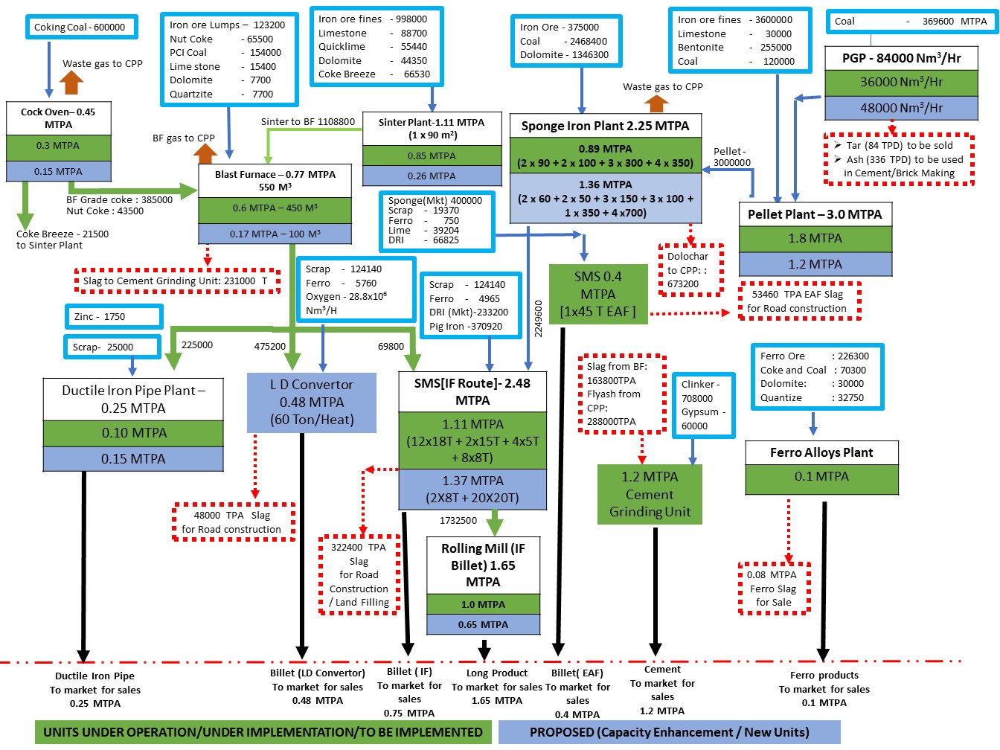 Coking Coal - 600000
Waste gas to CPP
Iron ore Lumps – 123200
Nut Coke - 65500
PCI Coal - 154000
Lime stone - 15400
Dolomite - 7700
Quartzite - 7700
Iron ore fines - 998000
Limestone - 88700
Quicklime - 55440
Dolomite - 44350
Coke Breeze - 66530
Iron Ore - 375000
Coal - 2468400
Dolomite - 1346300
Waste gas to CPP
Iron ore fines - 3600000
Limestone - 30000
Bentonite - 255000
Coal - 120000
Coal - 369600 MTPA
PGP - 84000 Nm³/Hr
36000 Nm³/Hr
48000 Nm³/Hr
Tar (84 TPD) to be sold
Ash (336 TPD) to be used
in Cement/Brick Making
Cock Oven– 0.45
MTPA
0.3 MTPA
0.15 MTPA
BF gas to CPP
Sinter to BF 1108800
Sinter Plant-1.11 MTPA
(1 x 90 m²)
0.85 MTPA
0.26 MTPA
Sponge Iron Plant 2.25 MTPA
0.89 MTPA
(2 x 90 + 2 x 100 + 3 x 300 + 4 x 350)
1.36 MTPA
(2 x 60 + 2 x 50 + 3 x 150 + 3 x 100 +
1 x 350 + 4 x700)
Pellet -
3000000
Pellet Plant – 3.0 MTPA
1.8 MTPA
1.2 MTPA
BF Grade coke : 385000
Nut Coke : 43500
Coke Breeze - 21500
to Sinter Plant
Blast Furnace – 0.77 MTPA
550 M³
0.6 MTPA – 450 M³
0.17 MTPA – 100 M³
Slag to Cement Grinding Unit: 231000 T
Sponge(Mkt) 400000
Scrap - 19370
Ferro - 750
Lime - 39204
DRI - 66825
Dolochar
to CPP: :
673200
SMS 0.4
MTPA
[1x45 T EAF ]
53460 TPA EAF Slag
for Road construction
Scrap - 124140
Ferro - 5760
Oxygen - 28.8x10⁶
Nm³/H
Scrap - 124140
Ferro - 4965
DRI (Mkt)-233200
Pig Iron -370920
2249600
Zinc - 1750
Scrap- 25000
225000
475200
69800
Ductile Iron Pipe Plant –
0.25 MTPA
0.10 MTPA
0.15 MTPA
L D Convertor
0.48 MTPA
(60 Ton/Heat)
SMS[IF Route]- 2.48
MTPA
1.11 MTPA
(12x18T + 2x15T + 4x5T
+ 8x8T)
1.37 MTPA
(2X8T + 20X20T)
Slag from BF:
163800TPA
Flyash from
CPP:
288000TPA
Clinker -
708000
Gypsum -
60000
1.2 MTPA
Cement
Grinding Unit
Ferro Ore : 226300
Coke and Coal : 70300
Dolomite: : 30000
Quantize : 32750
Ferro Alloys Plant
0.1 MTPA
48000 TPA Slag
for Road construction
322400 TPA
Slag
for Road
Construction
/ Land Filling
1732500
Rolling Mill (IF
Billet) 1.65
MTPA
1.0 MTPA
0.65 MTPA
0.08 MTPA
Ferro Slag
for Sale
Ductile Iron Pipe
To market for sales
0.25 MTPA
Billet (LD Convertor)
To market for sales
0.48 MTPA
Billet ( IF)
To market for
sales
0.75 MTPA
Long Product
To market for sales
1.65 MTPA
Billet( EAF)
To market for
sales
0.4 MTPA
Cement
To market for
sales
1.2 MTPA
Ferro products
To market for sales
0.1 MTPA
UNITS UNDER OPERATION/UNDER IMPLEMENTATION/TO BE IMPLEMENTED
PROPOSED (Capacity Enhancement / New Units)